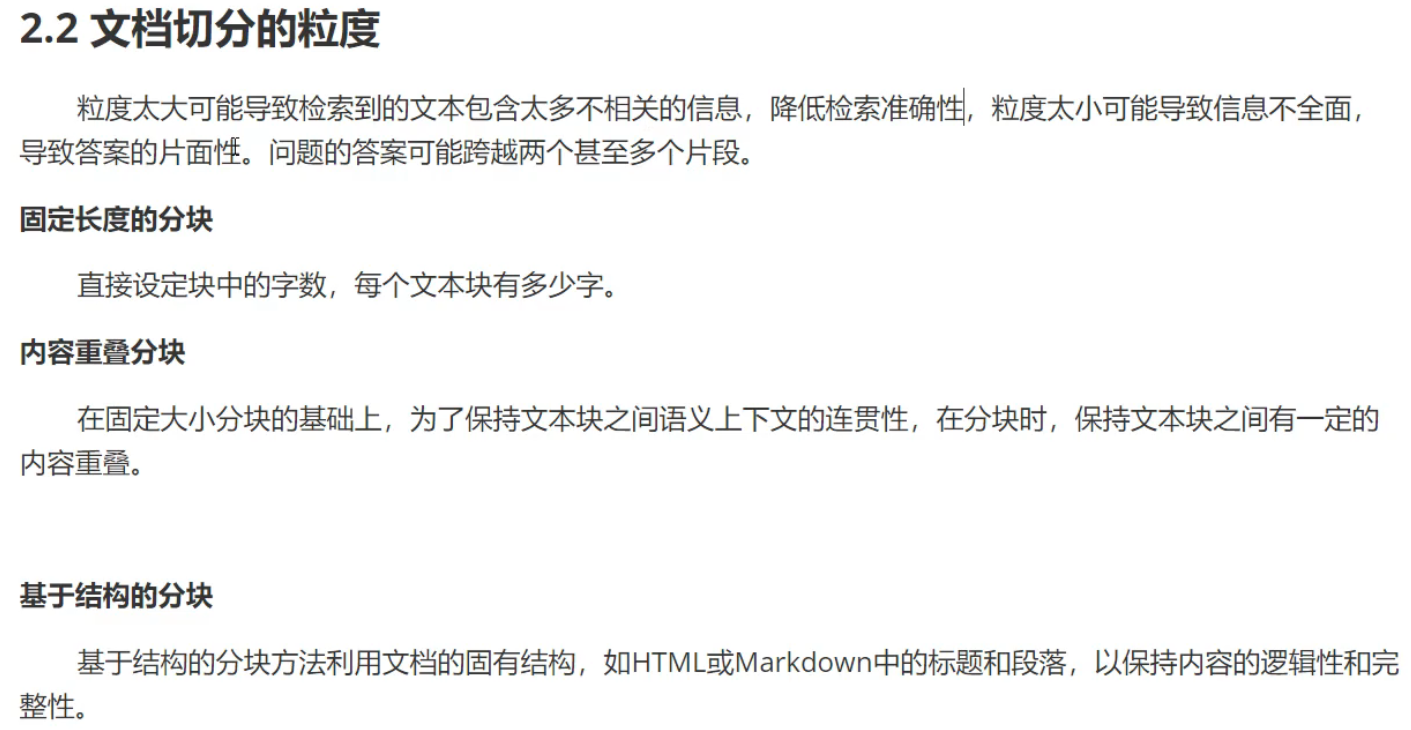 2.2 文档切分的粒度
粒度太大可能导致检索到的文本包含太多不相关的信息，降低检索准确性，粒度太小可能导致信息不全面，
导致答案的片面性。问题的答案可能跨越两个甚至多个片段。
固定长度的分块
直接设定块中的字数，每个文本块有多少字。
内容重叠分块
在固定大小分块的基础上，为了保持文本块之间语义上下文的连贯性，在分块时，保持文本块之间有一定的
内容重叠。
基于结构的分块
基于结构的分块方法利用文档的固有结构，如HTML或Markdown中的标题和段落，以保持内容的逻辑性和完
整性。